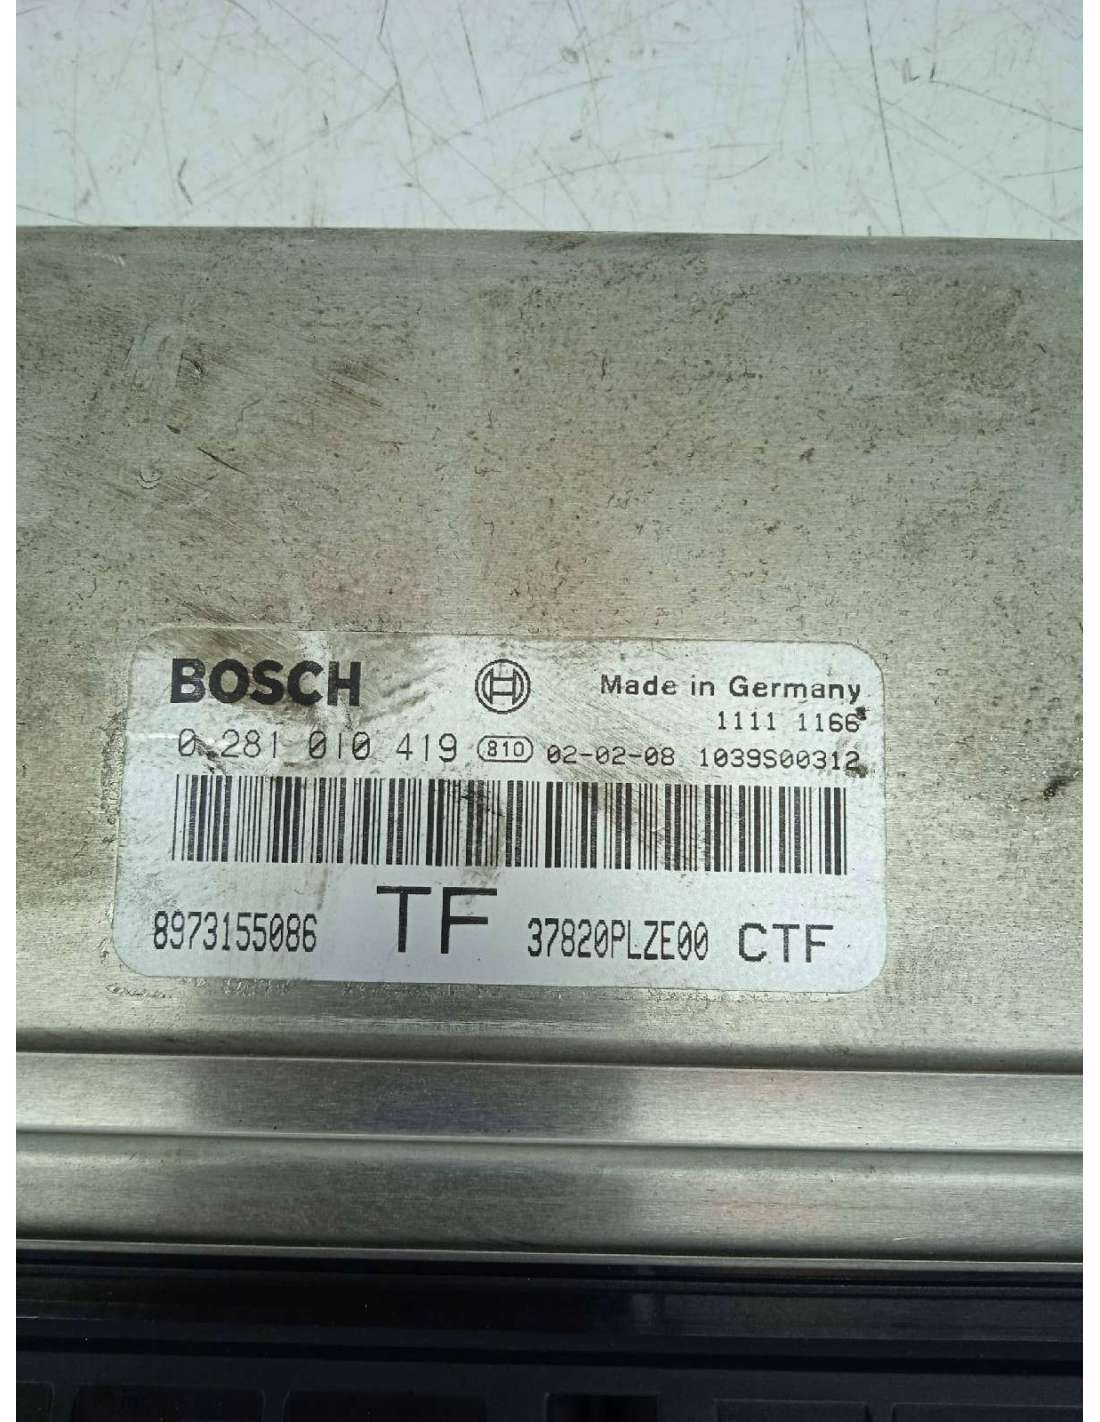 BOSCH
Made in Germany
1111 1166
0 281 010 419 810 02-02-08 1039S00312
8973155086 TF 37820PLZE00 CTF